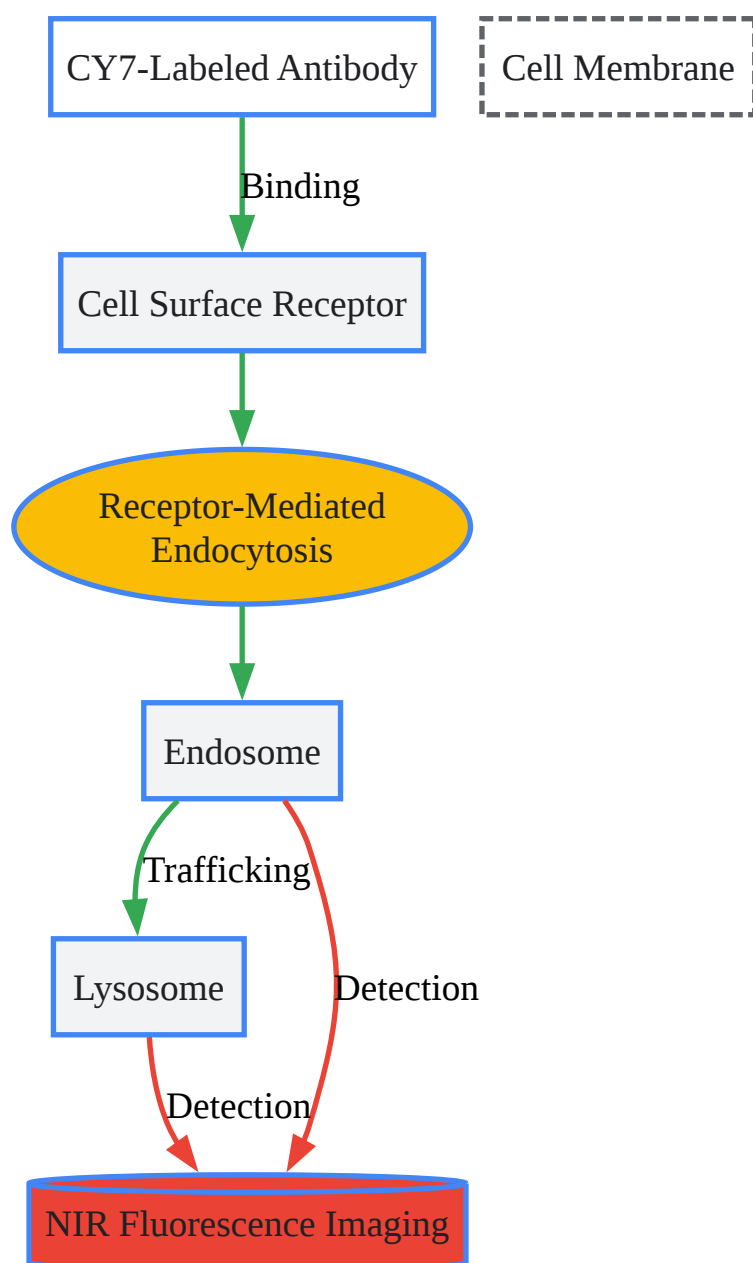 CY7-Labeled Antibody
Cell Membrane
Binding
Cell Surface Receptor
Receptor-Mediated
Endocytosis
Endosome
Trafficking
Lysosome
Detection
Detection
NIR Fluorescence Imaging